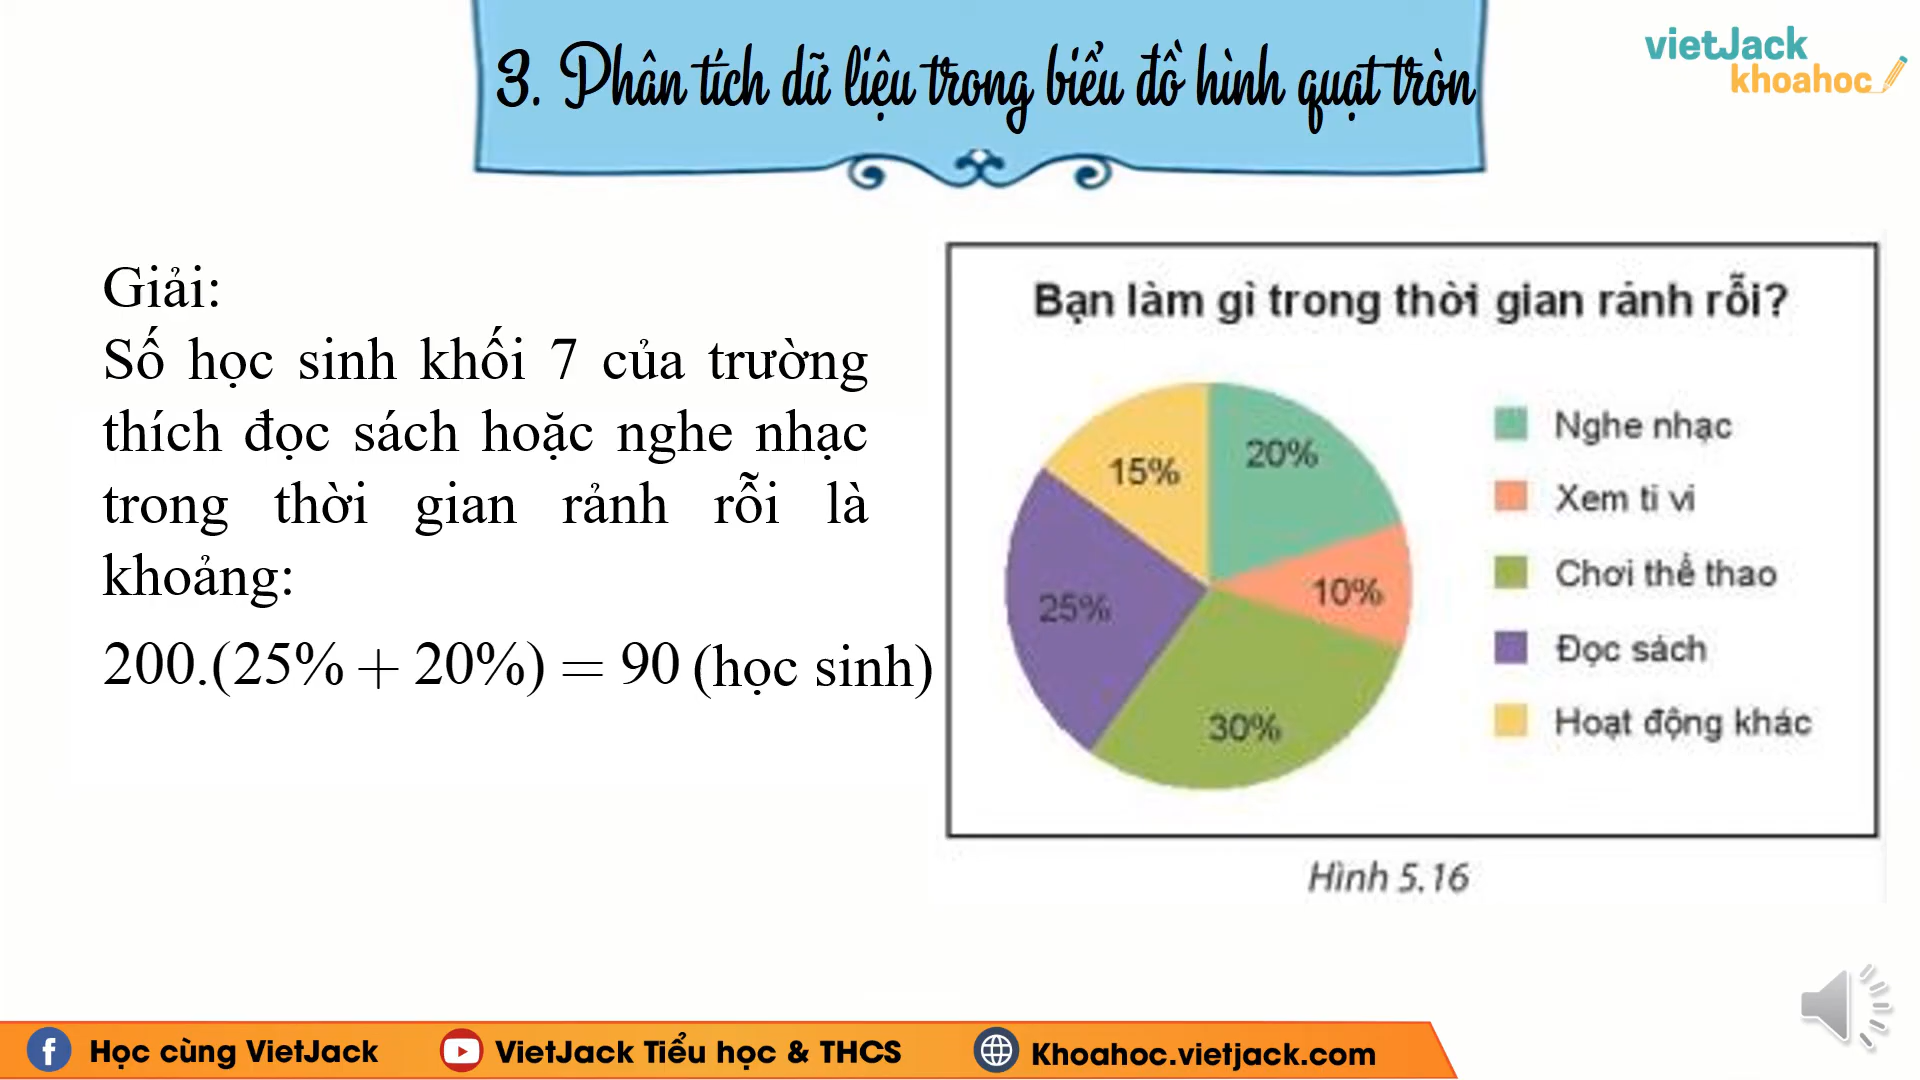 3. Phân tích dữ liệu trong biểu đồ hình quạt tròn
vietJack
khoahoc
Giải:
Số học sinh khối 7 của trường
thích đọc sách hoặc nghe nhạc
trong thời gian rảnh rỗi là
khoảng:
200.(25% + 20%) = 90 (học sinh)
Bạn làm gì trong thời gian rảnh rỗi?
20%
15%
10%
25%
30%
Nghe nhạc
Xem ti vi
Chơi thể thao
Đọc sách
Hoạt động khác
Hình 5.16
Học cùng VietJack
VietJack Tiểu học & THCS
Khoahoc.vietjack.com